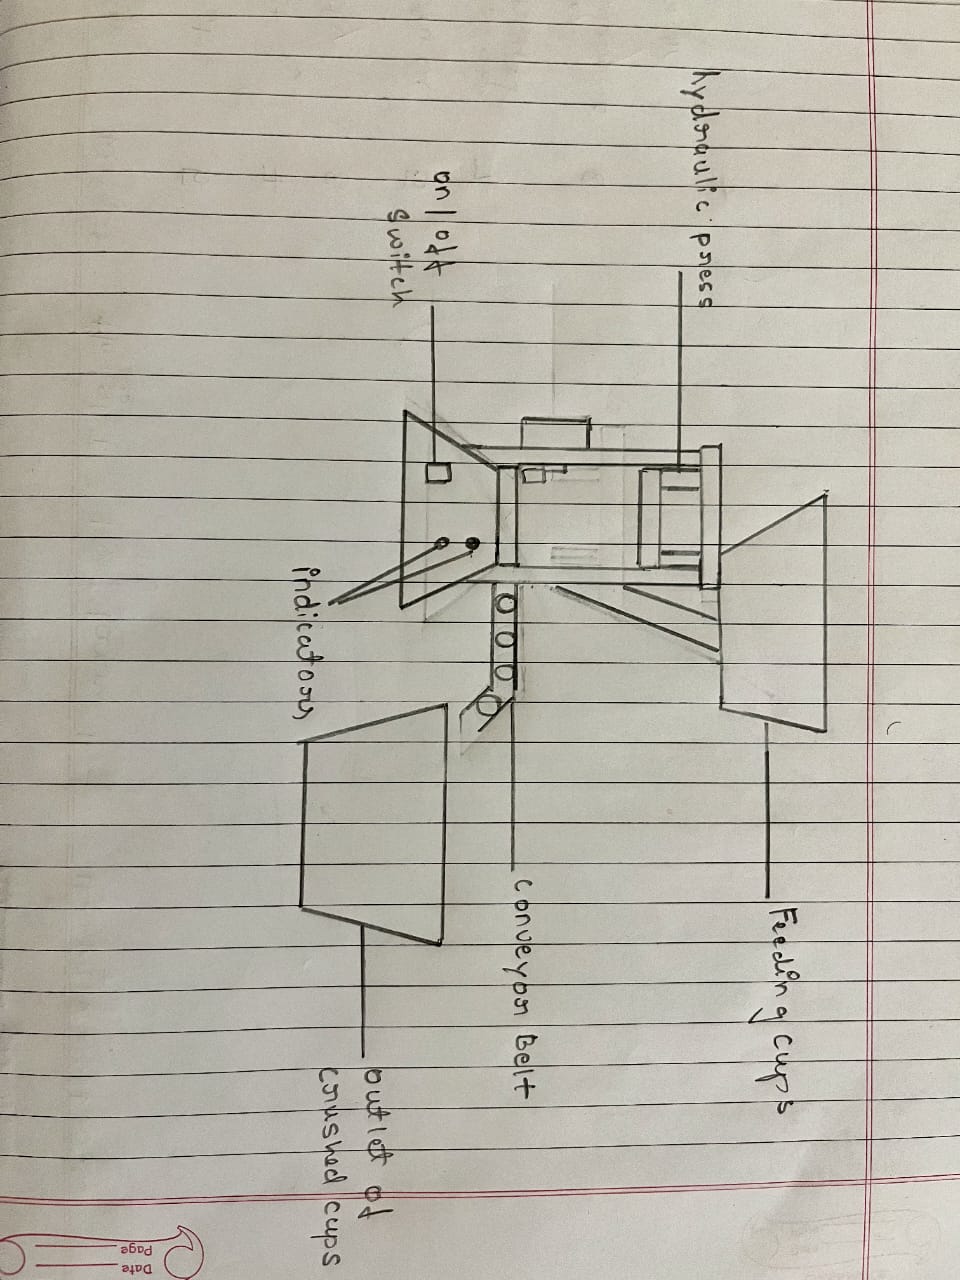 Feeding cups
hydraulic press
conveyor Belt
on/off
switch
outlet of
crushed cups
indicators
Date
Page